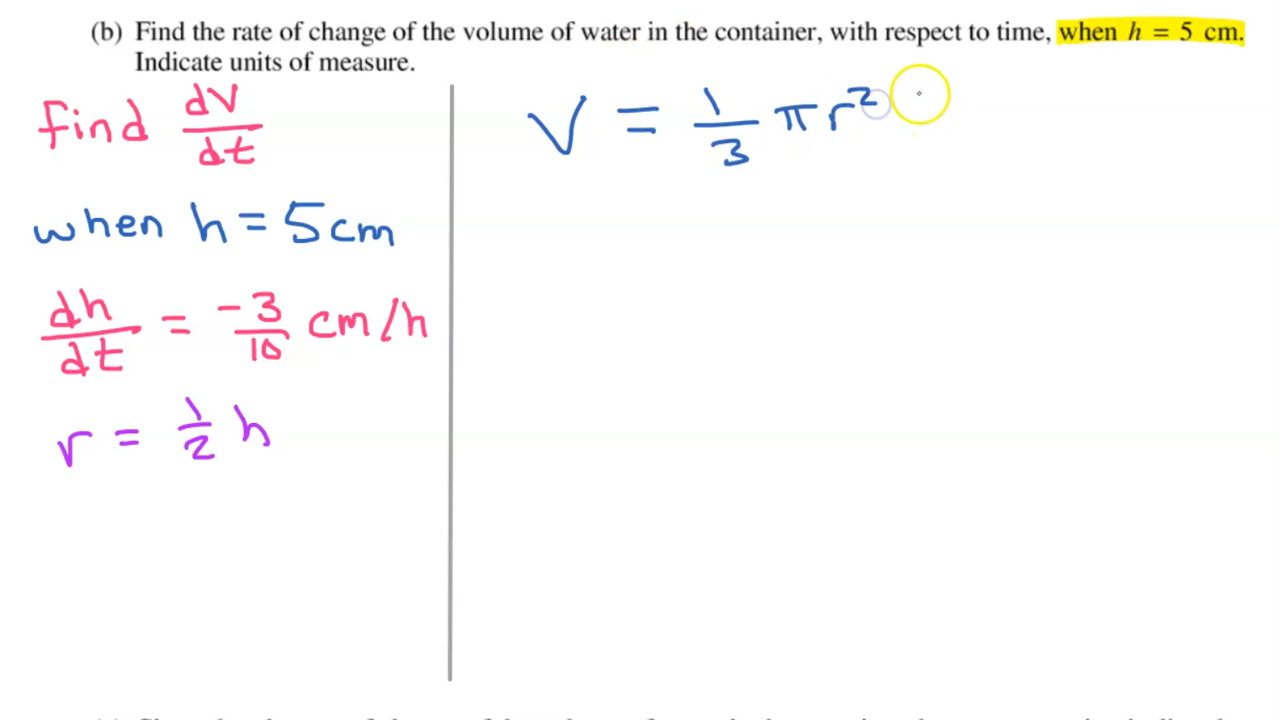 (b) Find the rate of change of the volume of water in the container, with respect to time, when h = 5 cm.
Indicate units of measure.
find dV/dt
V = 1/3 πr²
when h = 5cm
dh/dt = -3/10 cm/h
r = 1/2 h